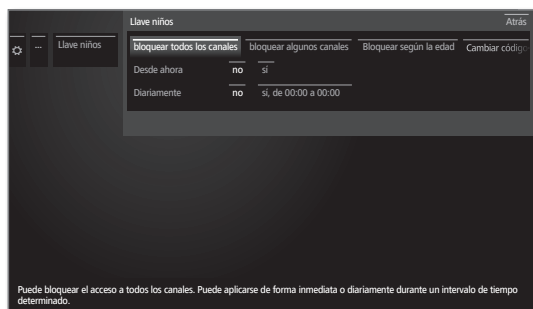 Llave niños Atrás
... Llave niños
bloquear todos los canales bloquear algunos canales Bloquear según la edad Cambiar código
Desde ahora no sí
Diariamente no sí, de 00:00 a 00:00
Puede bloquear el acceso a todos los canales. Puede aplicarse de forma inmediata o diariamente durante un intervalo de tiempo
determinado.